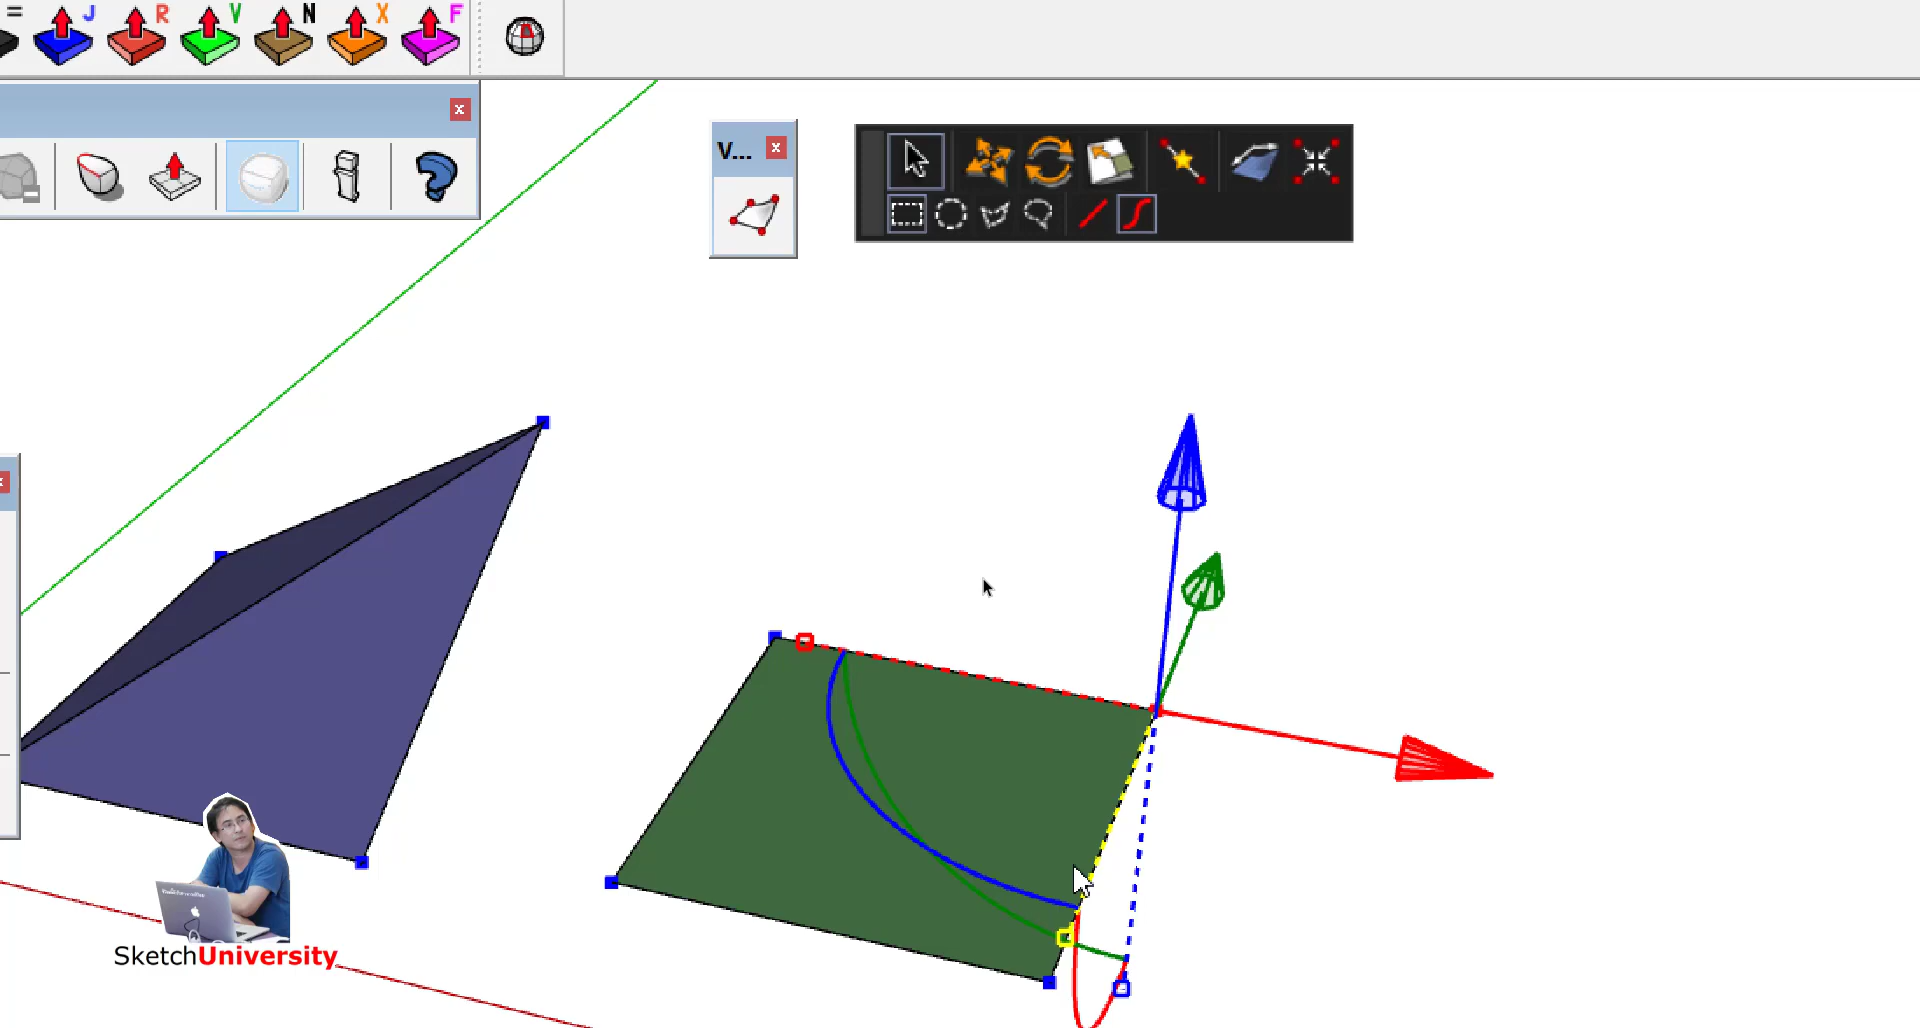 = J R V N X F
V...
SketchUniversity